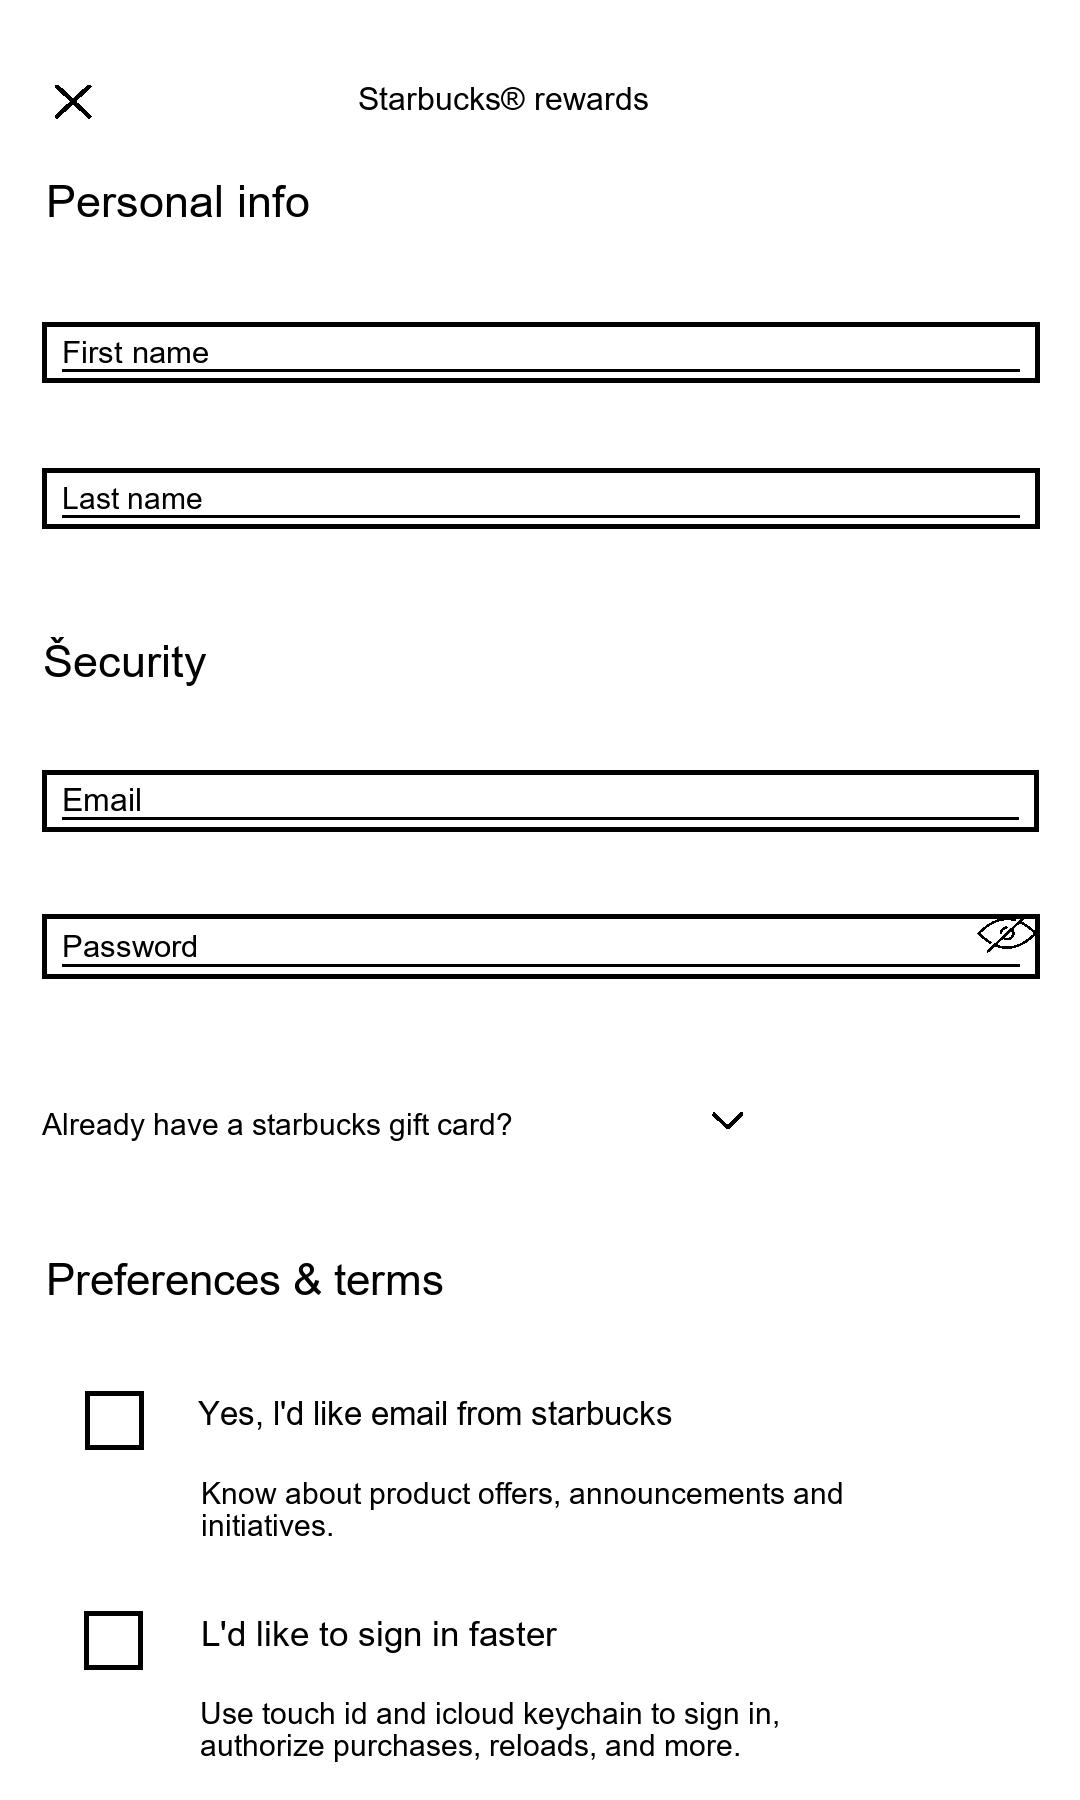 Starbucks® rewards
Personal info
First name
Last name
Šecurity
Email
Password
Already have a starbucks gift card?
Preferences & terms
Yes, l'd like email from starbucks
Know about product offers, announcements and
initiatives.
L'd like to sign in faster
Use touch id and icloud keychain to sign in,
authorize purchases, reloads, and more.